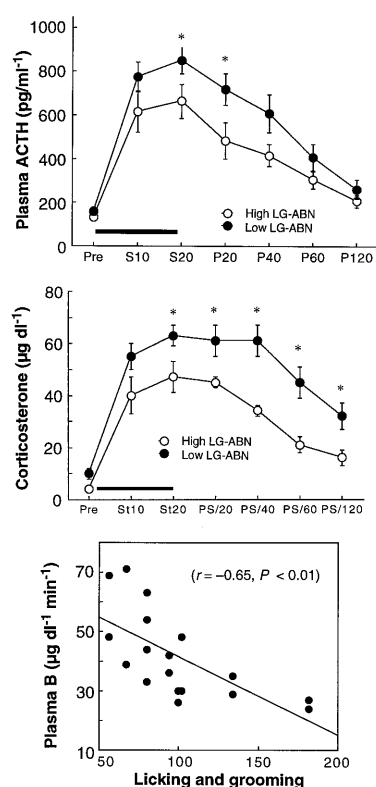 1000
800
600
400
200
0
Plasma ACTH (pg/ml⁻¹)
*
*
High LG-ABN
Low LG-ABN
Pre S10 S20 P20 P40 P60 P120
80
60
40
20
0
Corticosterone (µg dl⁻¹)
* * * * *
High LG-ABN
Low LG-ABN
Pre St10 St20 PS/20 PS/40 PS/60 PS/120
70
50
30
10
Plasma B (µg dl⁻¹ min⁻¹)
(r = –0.65, P < 0.01)
50 100 150 200
Licking and grooming